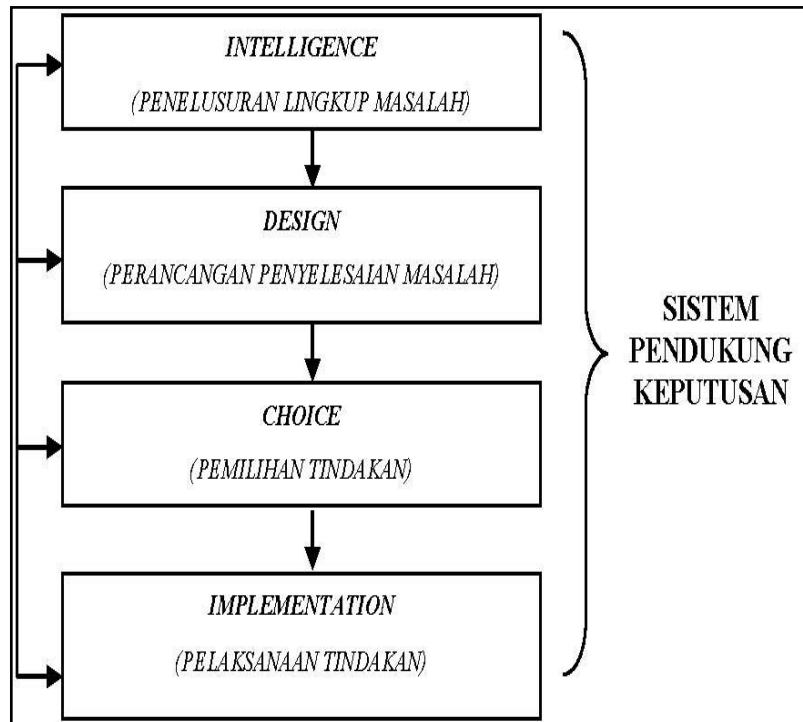 INTELLIGENCE
(PENELUSURAN LINGKUP MASALAH)
DESIGN
(PERANCANGAN PENYELESAIAN MASALAH)
CHOICE
(PEMILIHAN TINDAKAN)
IMPLEMENTATION
(PELAKSANAAN TINDAKAN)
SISTEM
PENDUKUNG
KEPUTUSAN